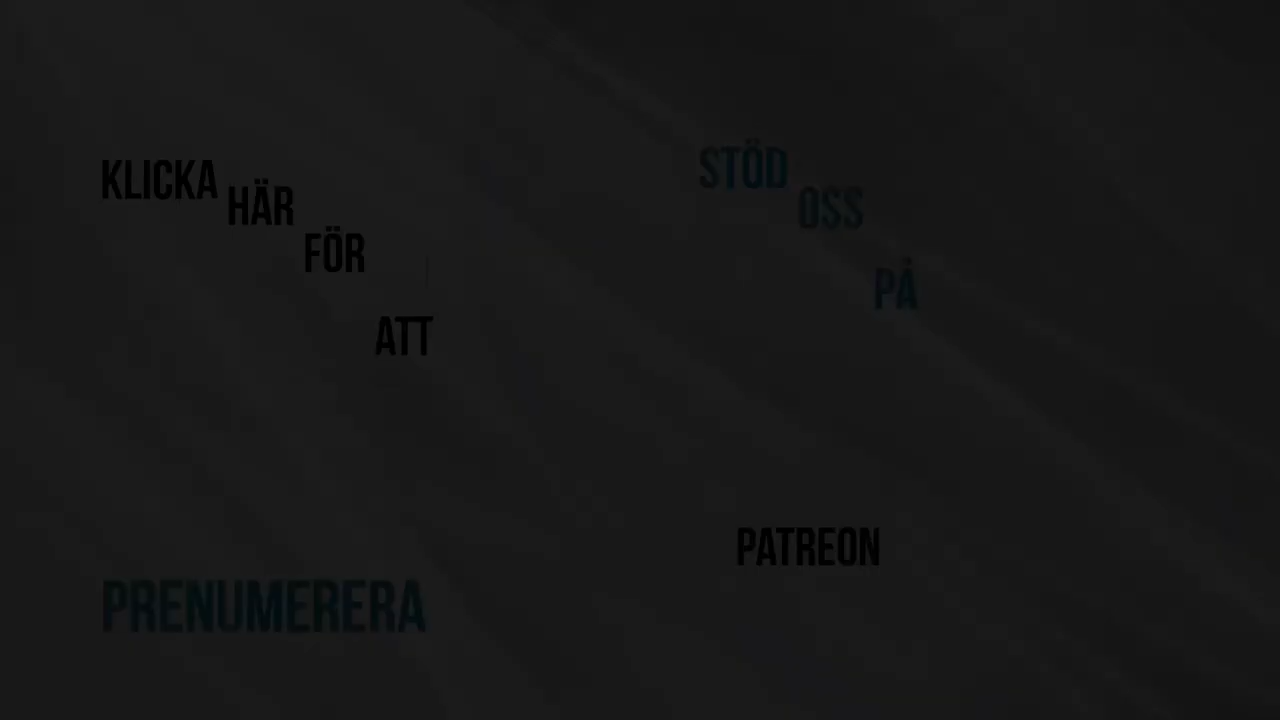 KLICKA
HÄR
FÖR
ATT
PRENUMERERA
STÖD
OSS
PÅ
PATREON